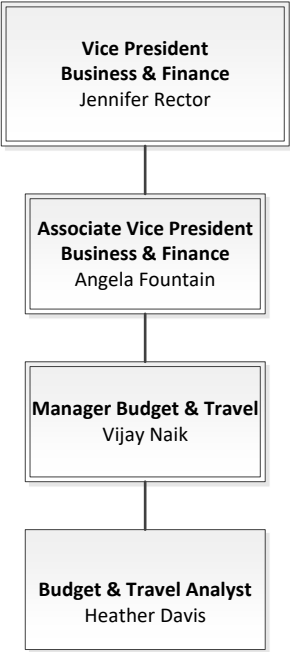 Vice President
Business & Finance
Jennifer Rector
Associate Vice President
Business & Finance
Angela Fountain
Manager Budget & Travel
Vijay Naik
Budget & Travel Analyst
Heather Davis